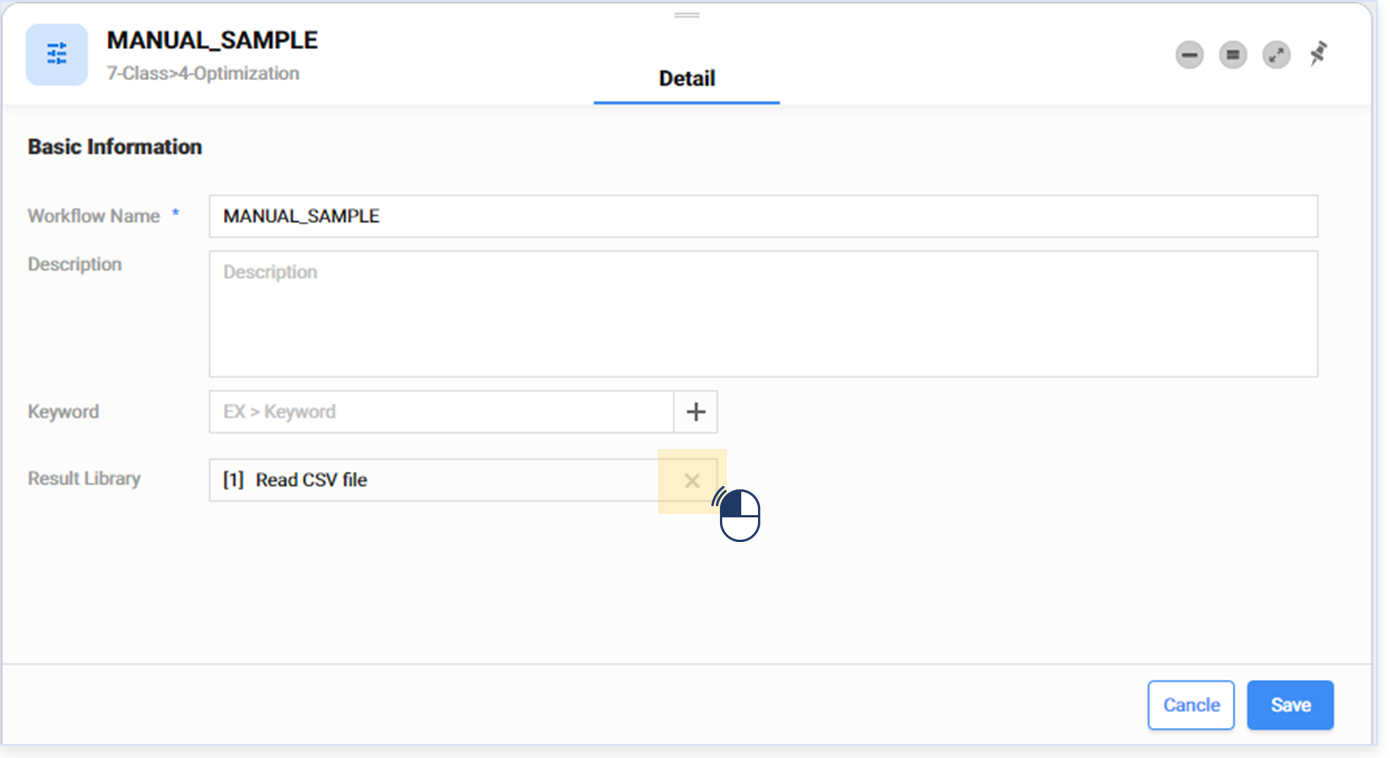 MANUAL_SAMPLE
7-Class>4-Optimization
Detail
Basic Information
Workflow Name *
MANUAL_SAMPLE
Description
Description
Keyword
EX > Keyword
Result Library
[1] Read CSV file
Cancle
Save